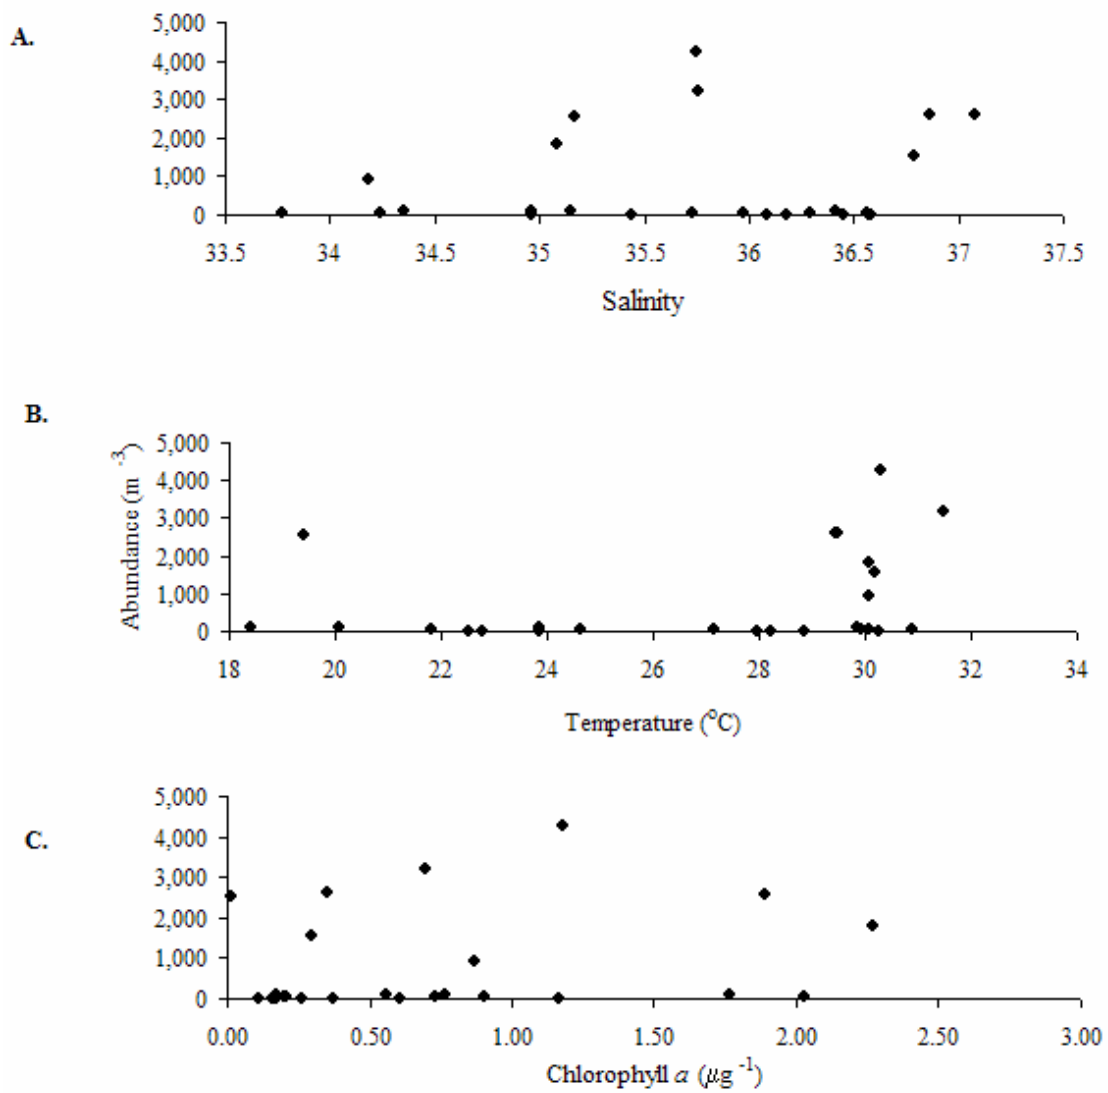 A.
5,000
4,000
3,000
2,000
1,000
0
33.5 34 34.5 35 35.5 36 36.5 37 37.5
Salinity
B.
Abundance (m -3)
5,000
4,000
3,000
2,000
1,000
0
18 20 22 24 26 28 30 32 34
Temperature (oC)
C.
5,000
4,000
3,000
2,000
1,000
0
0.00 0.50 1.00 1.50 2.00 2.50 3.00
Chlorophyll a (μg -1)